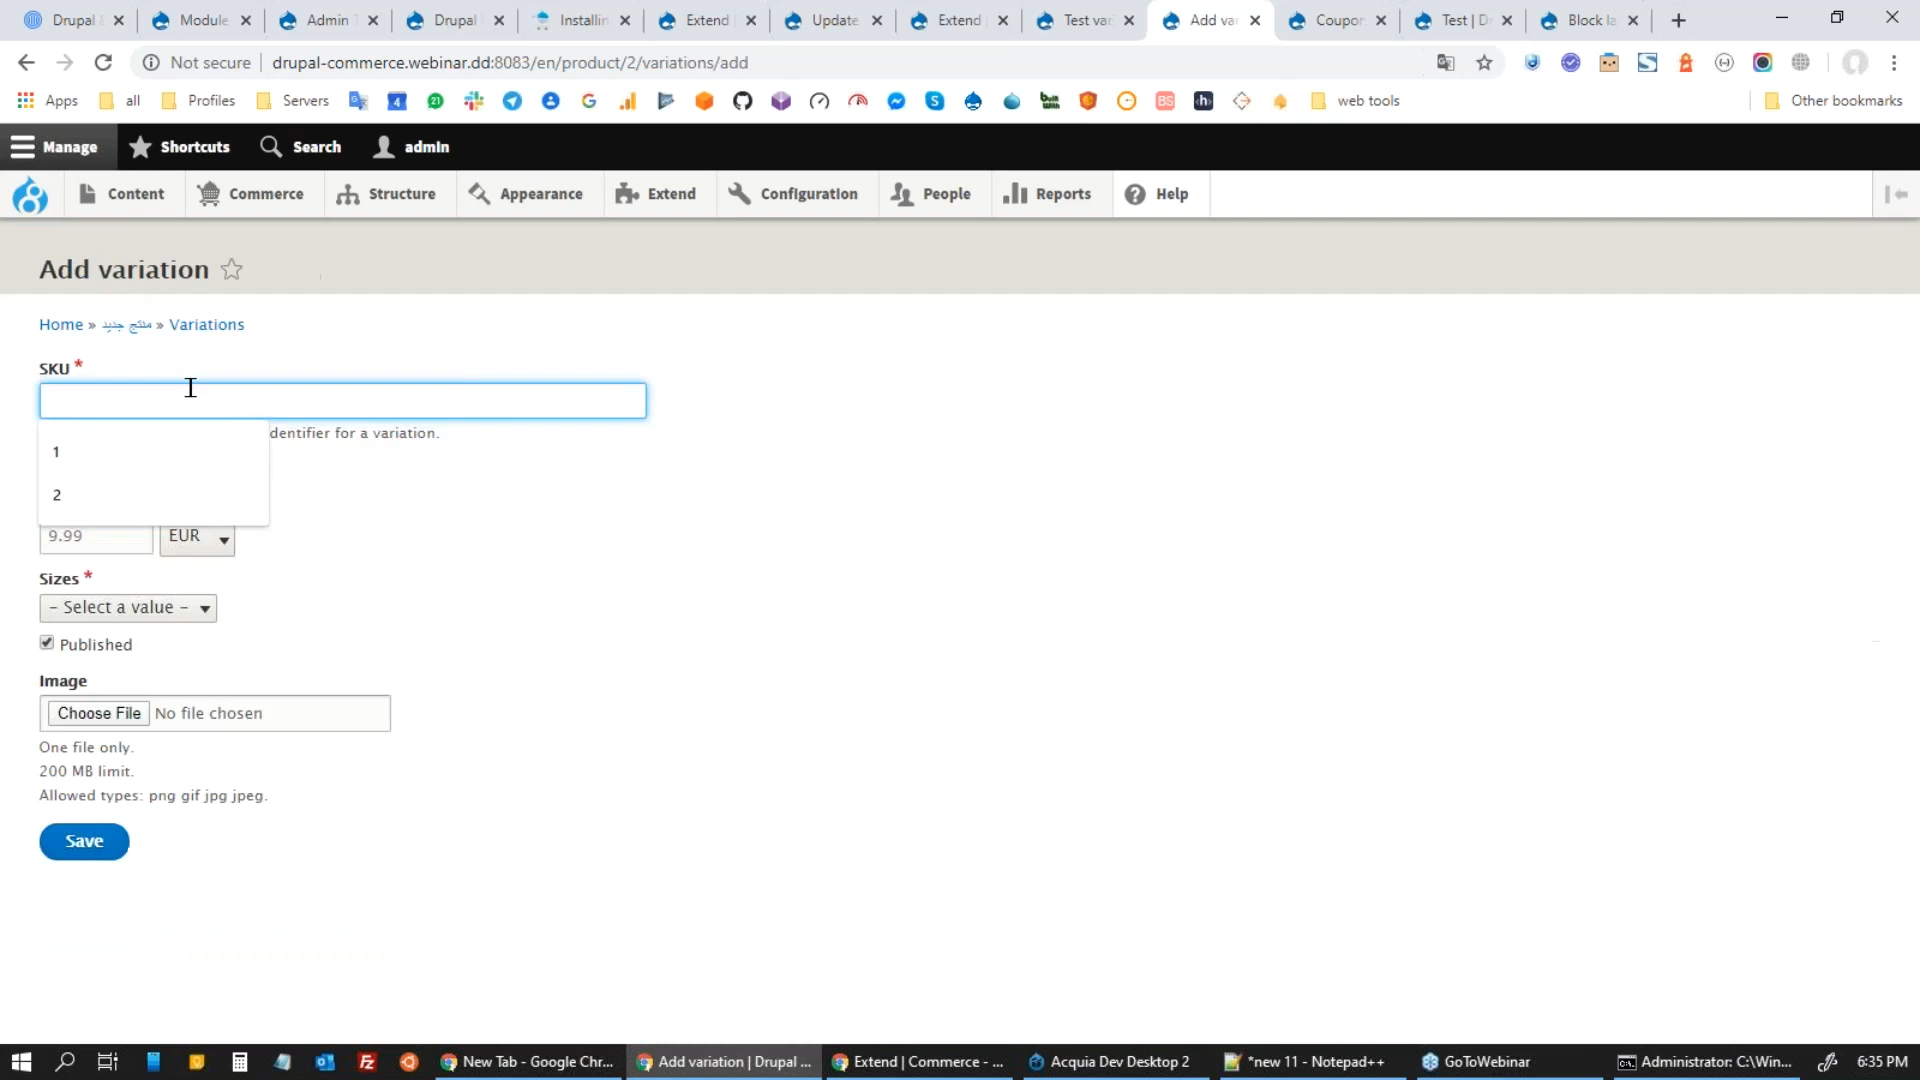 Drupal &
Module
Admin T
Drupal
Installin
Extend
Update
Extend
Test var
Add var
Coupon
Test | D
Block la
Not secure
drupal-commerce.webinar.dd:8083/en/product/2/variations/add
Apps
all
Profiles
Servers
web tools
Other bookmarks
Manage
Shortcuts
Search
admin
Content
Commerce
Structure
Appearance
Extend
Configuration
People
Reports
Help
Add variation
Home » منتج جديد » Variations
SKU *
dentifier for a variation.
1
2
9.99
EUR
Sizes *
- Select a value -
Published
Image
Choose File No file chosen
One file only.
200 MB limit.
Allowed types: png gif jpg jpeg.
Save
New Tab - Google Chr...
Add variation | Drupal ...
Extend | Commerce - ...
Acquia Dev Desktop 2
*new 11 - Notepad++
GoToWebinar
Administrator: C:\Win...
6:35 PM